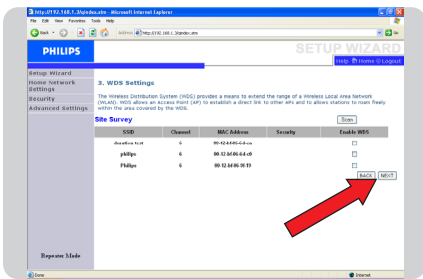 http://192.168.1.3/qindex.stm - Microsoft Internet Explorer
File Edit View Favorites Tools Help
Back Address http://192.168.1.3/qindex.stm Go
PHILIPS
SETUP WIZARD
Help Home Logout
Setup Wizard
Home Network Settings
Security
Advanced Settings
3. WDS Settings
The Wireless Distribution System (WDS) provides a means to extend the range of a Wireless Local Area Network
(WLAN). WDS allows an Access Point (AP) to establish a direct link to other APs and to allows stations to roam freely
within the area covered by the WDS.
Site Survey Scan
SSID Channel MAC Address Security Enable WDS
duration test 6
philips 6
Philips 6
BACK NEXT
Repeater Mode
Done Internet